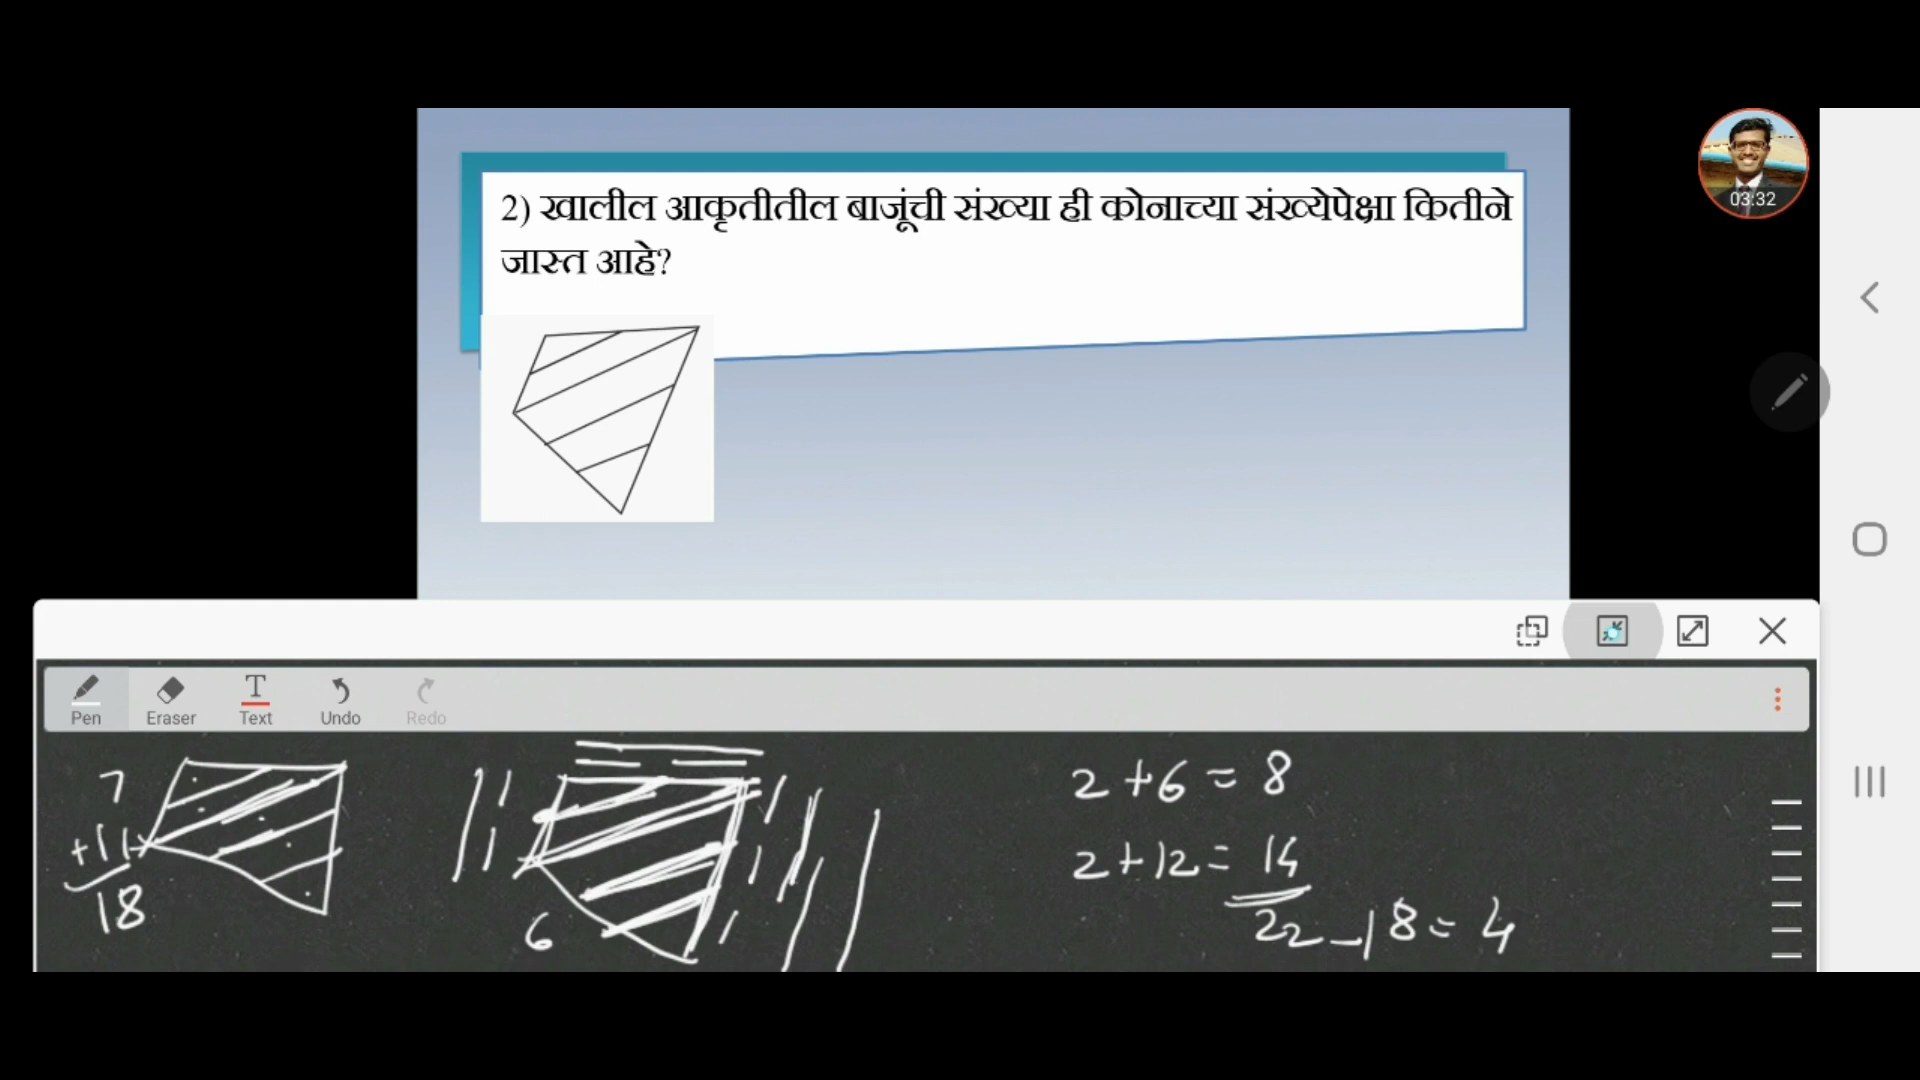 2) खालील आकृतीतील बाजूंची संख्या ही कोनाच्या संख्येपेक्षा कितीने
जास्त आहे?
03:32
Pen
Eraser
Text
Undo
Redo
7
+11
18
6
2+6=8
2+12=14
22-18=4